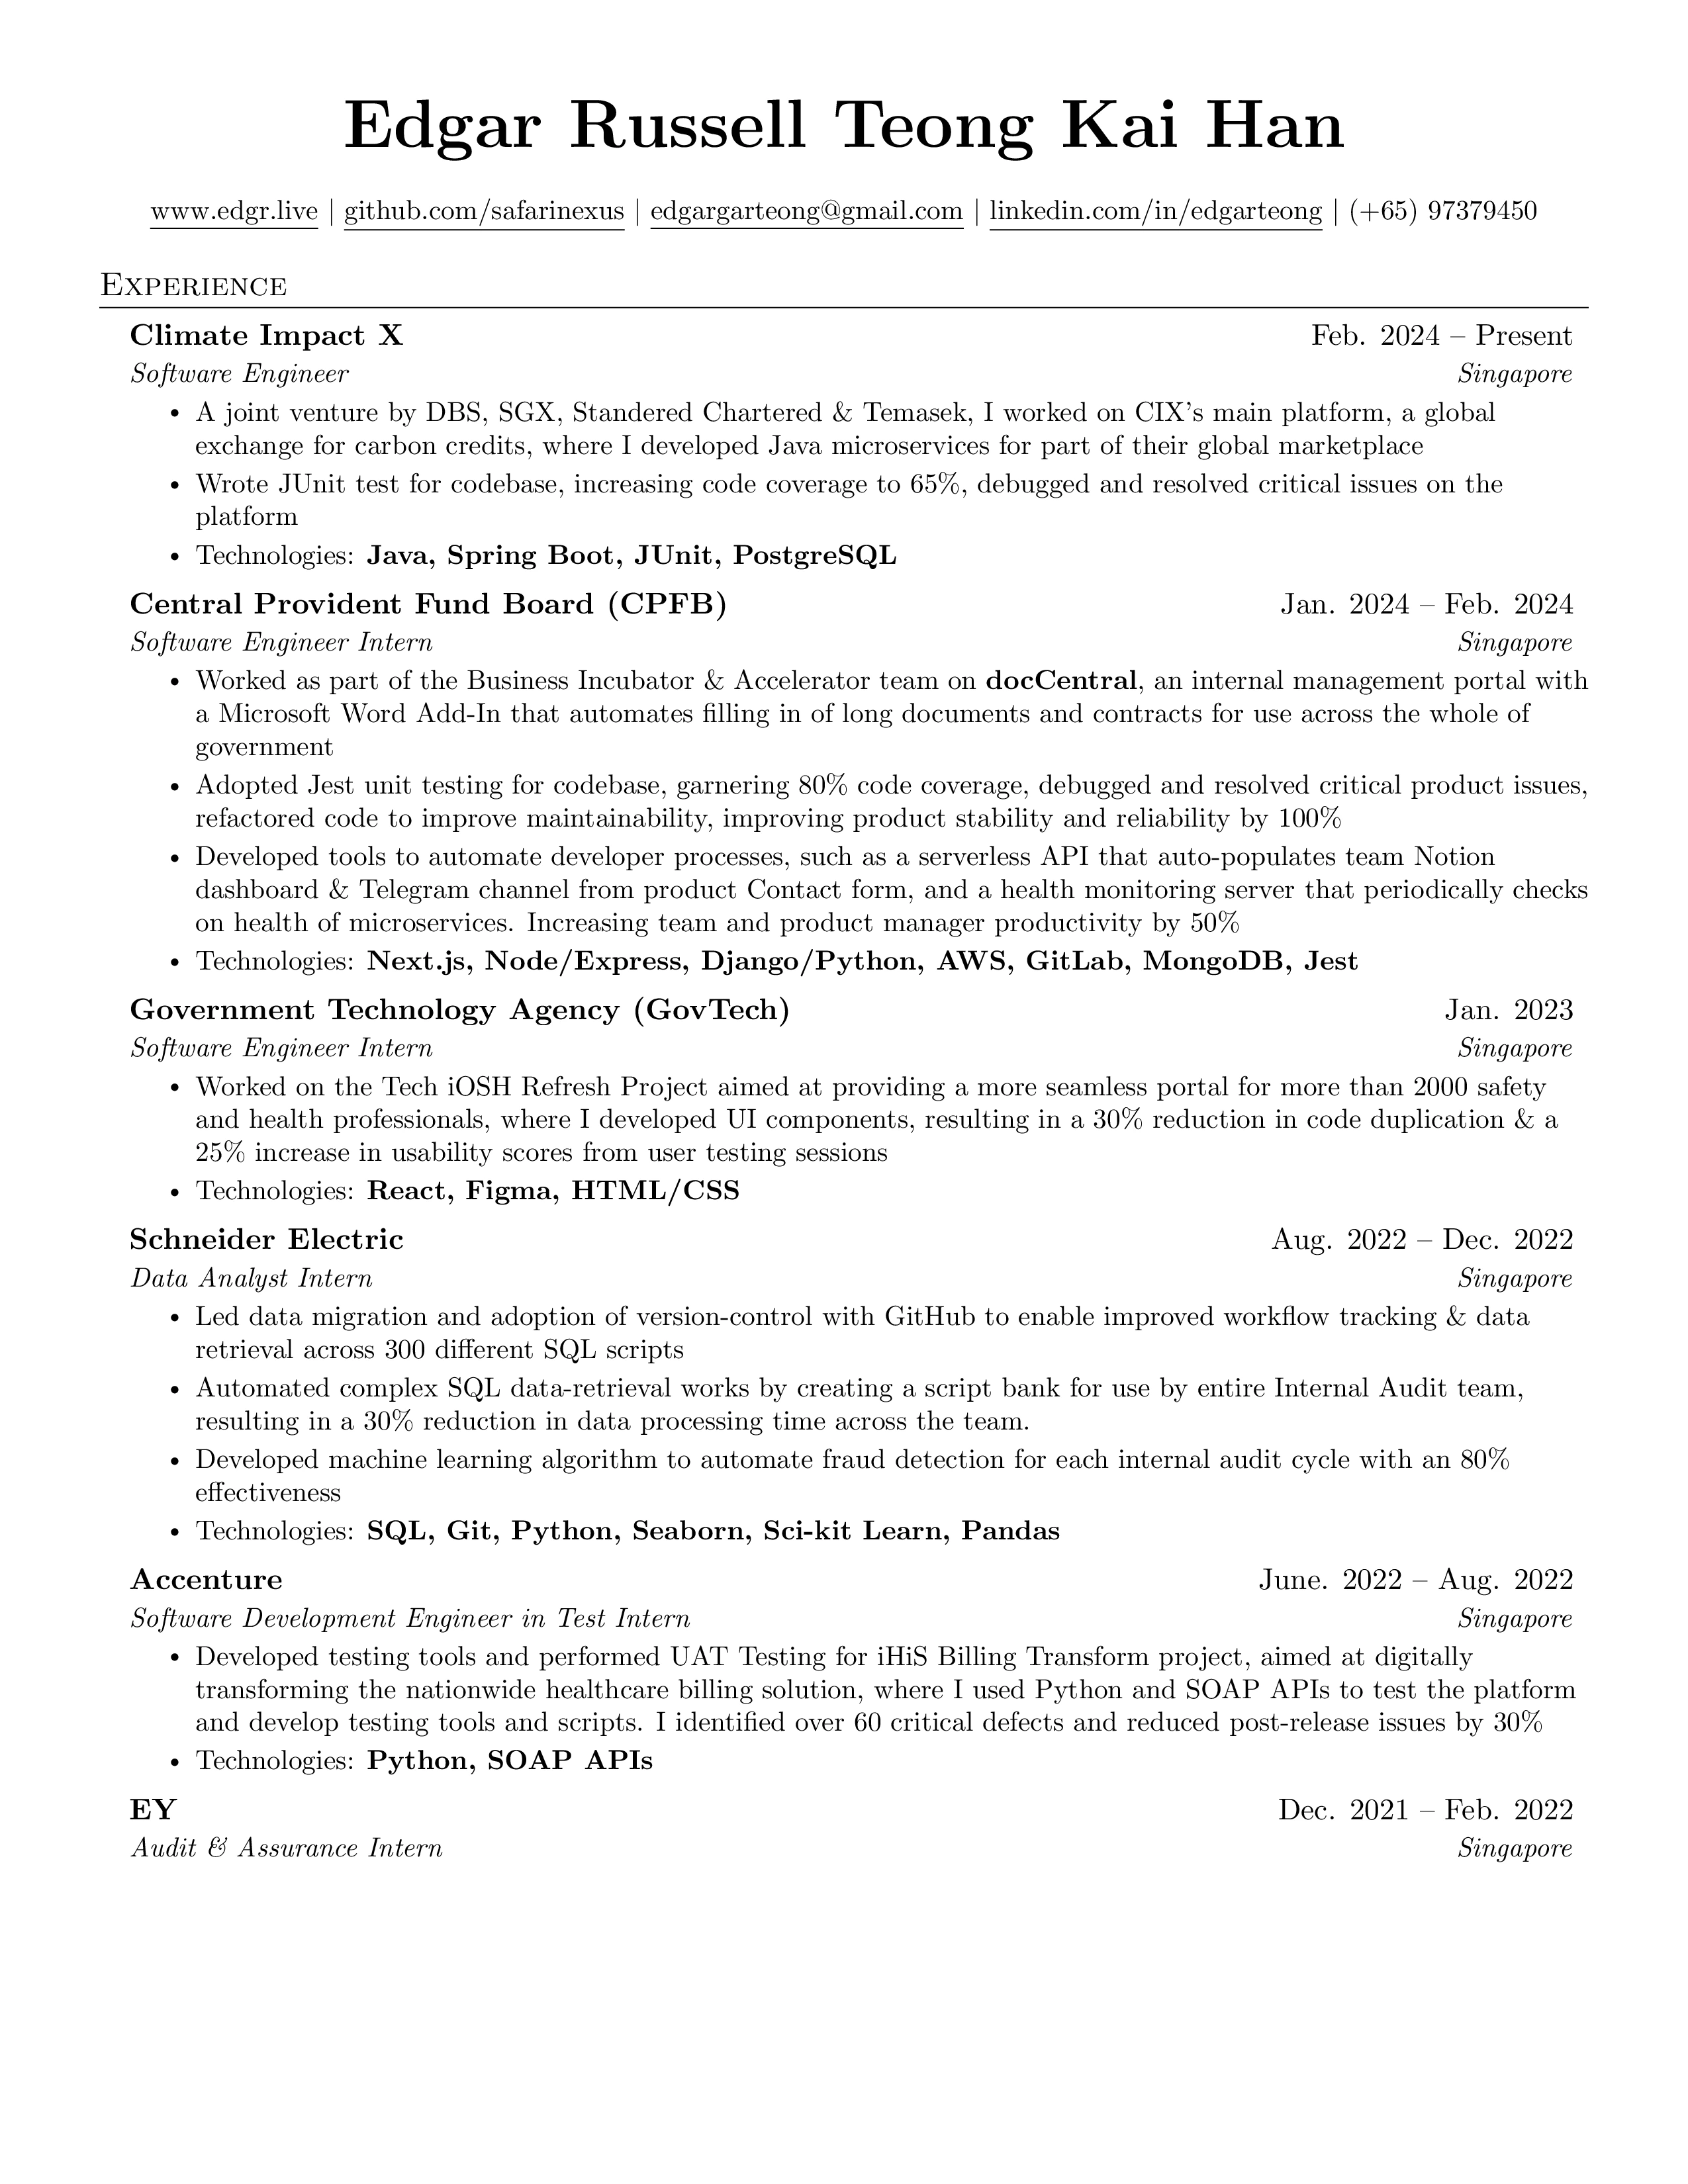 Edgar Russell Teong Kai Han
www.edgr.live | github.com/safarinexus | edgargarteong@gmail.com | linkedin.com/in/edgarteong | (+65) 97379450
Experience
Climate Impact X Feb. 2024 – Present
Software Engineer Singapore
• A joint venture by DBS, SGX, Standered Chartered & Temasek, I worked on CIX's main platform, a global
exchange for carbon credits, where I developed Java microservices for part of their global marketplace
• Wrote JUnit test for codebase, increasing code coverage to 65%, debugged and resolved critical issues on the
platform
• Technologies: Java, Spring Boot, JUnit, PostgreSQL
Central Provident Fund Board (CPFB) Jan. 2024 – Feb. 2024
Software Engineer Intern Singapore
• Worked as part of the Business Incubator & Accelerator team on docCentral, an internal management portal with
a Microsoft Word Add-In that automates filling in of long documents and contracts for use across the whole of
government
• Adopted Jest unit testing for codebase, garnering 80% code coverage, debugged and resolved critical product issues,
refactored code to improve maintainability, improving product stability and reliability by 100%
• Developed tools to automate developer processes, such as a serverless API that auto-populates team Notion
dashboard & Telegram channel from product Contact form, and a health monitoring server that periodically checks
on health of microservices. Increasing team and product manager productivity by 50%
• Technologies: Next.js, Node/Express, Django/Python, AWS, GitLab, MongoDB, Jest
Government Technology Agency (GovTech) Jan. 2023
Software Engineer Intern Singapore
• Worked on the Tech iOSH Refresh Project aimed at providing a more seamless portal for more than 2000 safety
and health professionals, where I developed UI components, resulting in a 30% reduction in code duplication & a
25% increase in usability scores from user testing sessions
• Technologies: React, Figma, HTML/CSS
Schneider Electric Aug. 2022 – Dec. 2022
Data Analyst Intern Singapore
• Led data migration and adoption of version-control with GitHub to enable improved workflow tracking & data
retrieval across 300 different SQL scripts
• Automated complex SQL data-retrieval works by creating a script bank for use by entire Internal Audit team,
resulting in a 30% reduction in data processing time across the team.
• Developed machine learning algorithm to automate fraud detection for each internal audit cycle with an 80%
effectiveness
• Technologies: SQL, Git, Python, Seaborn, Sci-kit Learn, Pandas
Accenture June. 2022 – Aug. 2022
Software Development Engineer in Test Intern Singapore
• Developed testing tools and performed UAT Testing for iHiS Billing Transform project, aimed at digitally
transforming the nationwide healthcare billing solution, where I used Python and SOAP APIs to test the platform
and develop testing tools and scripts. I identified over 60 critical defects and reduced post-release issues by 30%
• Technologies: Python, SOAP APIs
EY Dec. 2021 – Feb. 2022
Audit & Assurance Intern Singapore